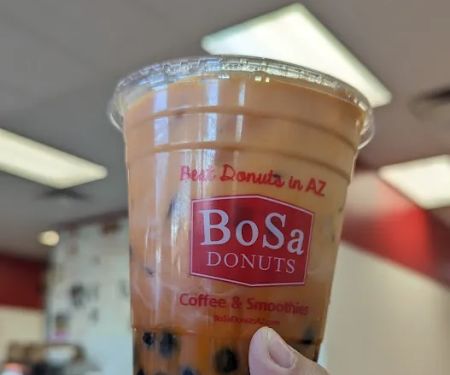 Best Donuts in AZ
BoSa
DONUTS
Coffee & Smoothies